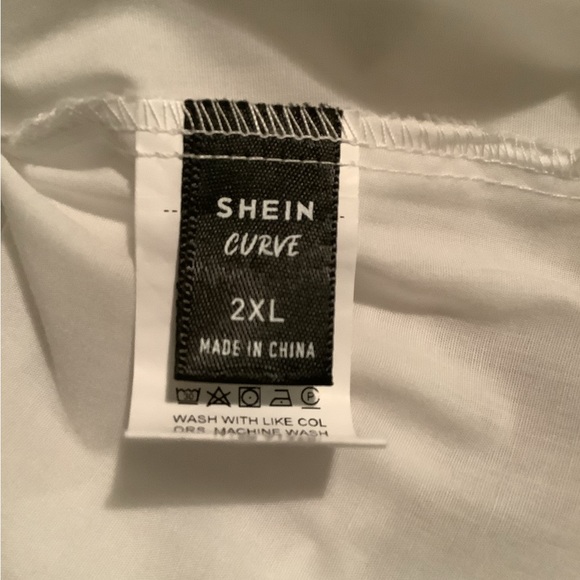 SHEIN
CURVE
2XL
MADE IN CHINA
P
WASH WITH LIKE COL
ORS. MACHINE WASH